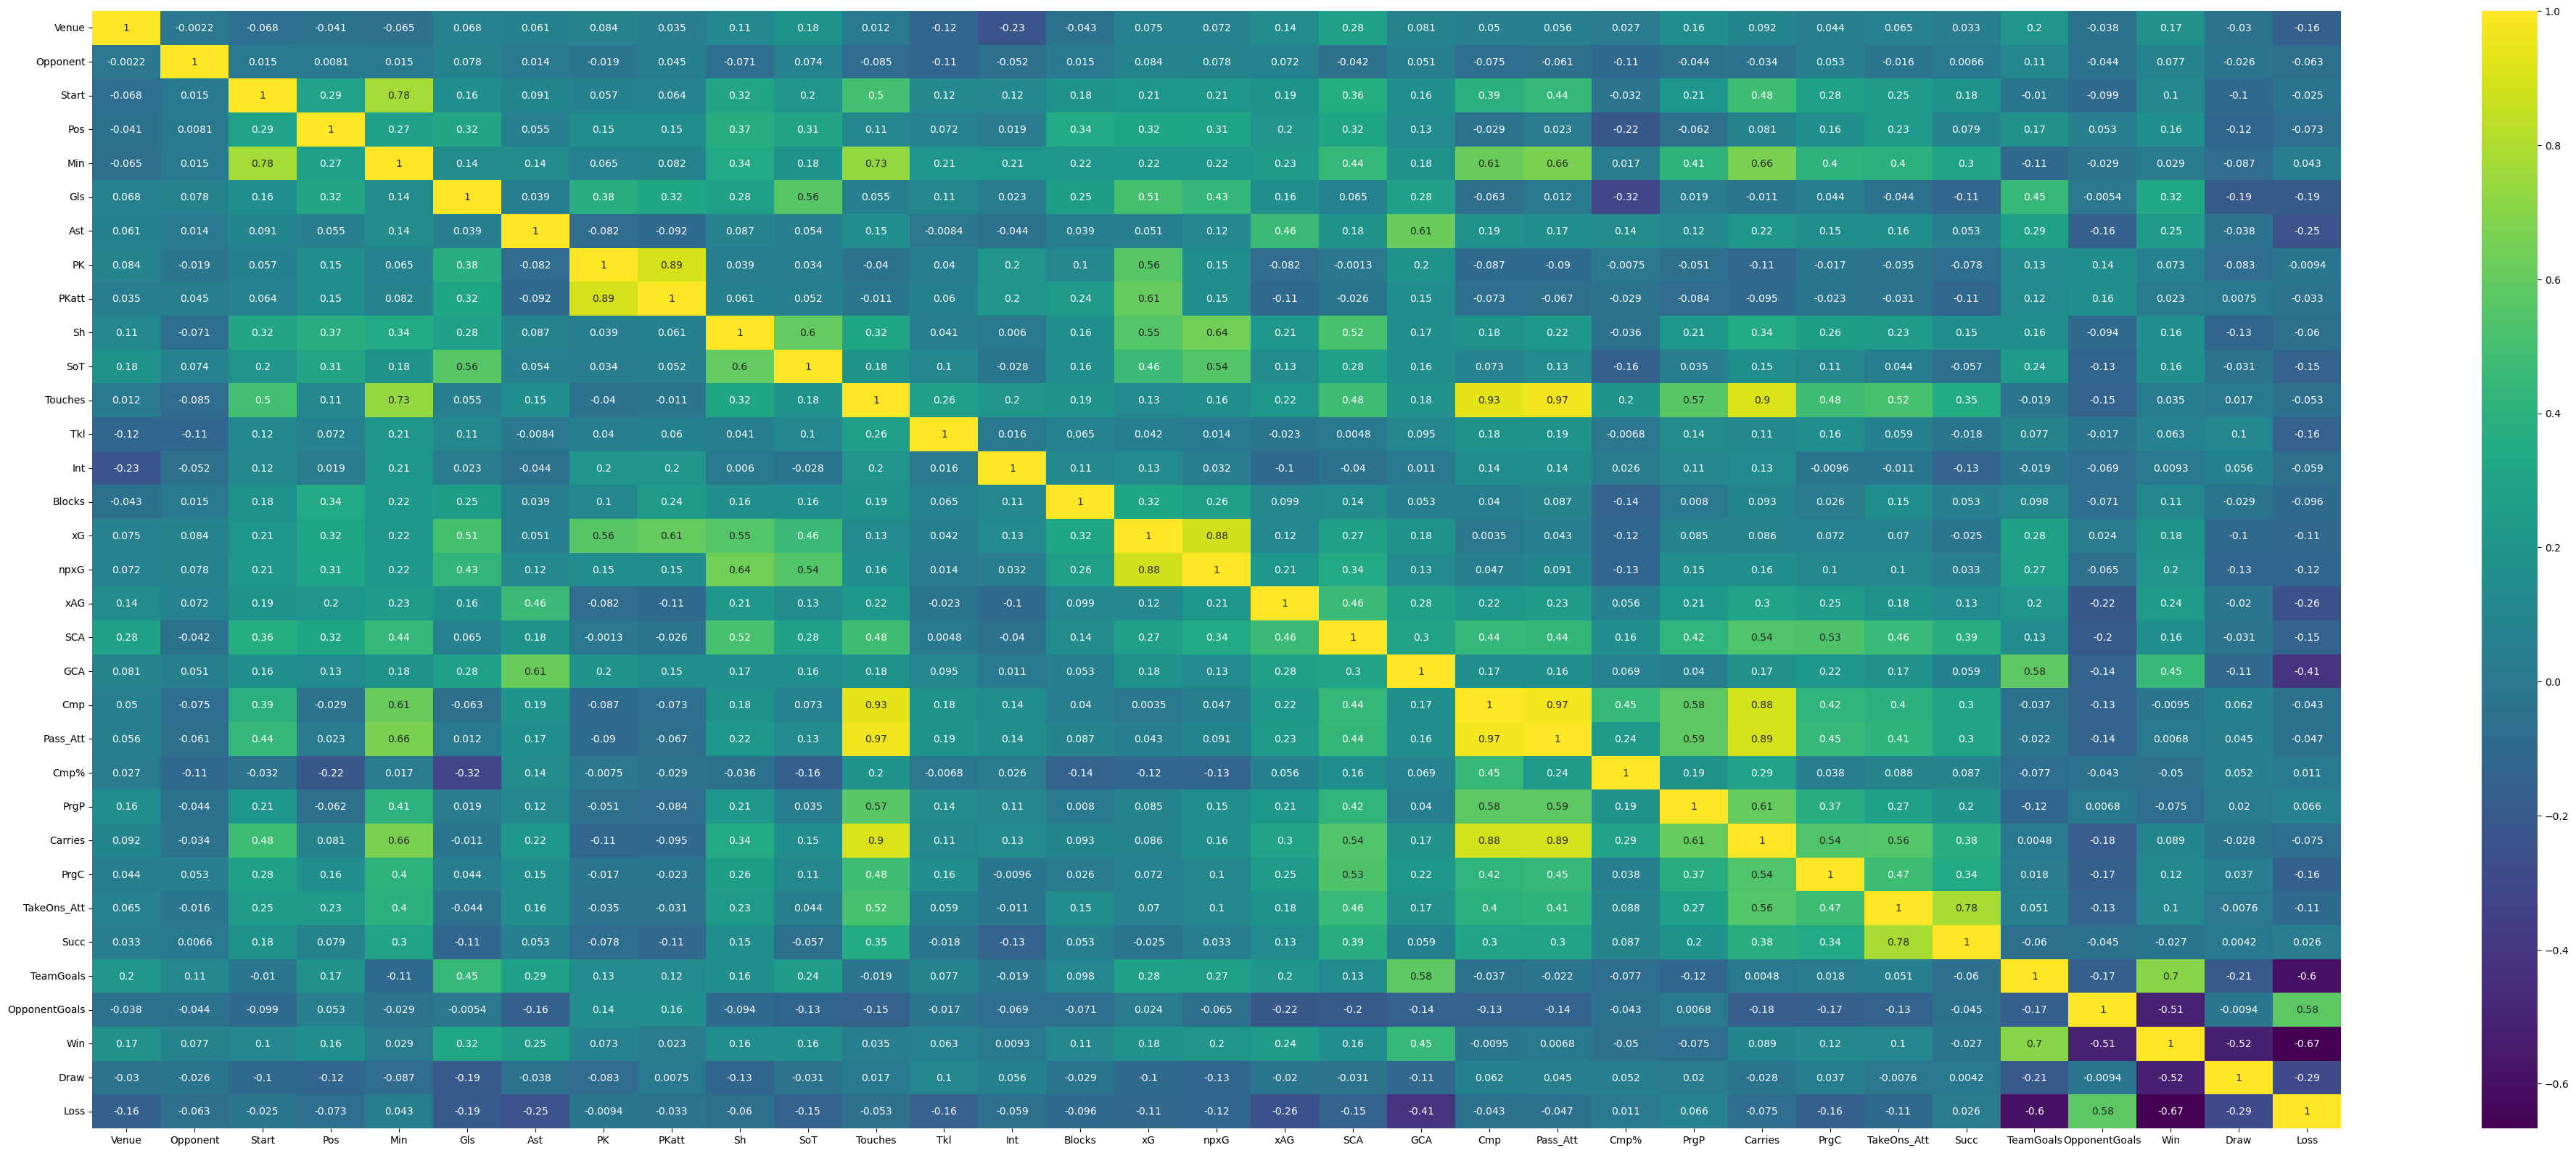 Venue 1 -0.0022 -0.068 -0.041 -0.065 0.068 0.061 0.084 0.035 0.11 0.18 0.012 -0.12 -0.23 -0.043 0.075 0.072 0.14 0.28 0.081 0.05 0.056 0.027 0.16 0.092 0.044 0.065 0.033 0.2 -0.038 0.17 -0.03 -0.16
Opponent -0.0022 1 0.015 0.0081 0.015 0.078 0.014 -0.019 0.045 -0.071 0.074 -0.085 -0.11 -0.052 0.015 0.084 0.078 0.072 -0.042 0.051 -0.075 -0.061 -0.11 -0.044 -0.034 0.053 -0.016 0.0066 0.11 -0.044 0.077 -0.026 -0.063
Start -0.068 0.015 1 0.29 0.78 0.16 0.091 0.057 0.064 0.32 0.2 0.5 0.12 0.12 0.18 0.21 0.21 0.19 0.36 0.16 0.39 0.44 -0.032 0.21 0.48 0.28 0.25 0.18 -0.01 -0.099 0.1 -0.1 -0.025
Pos -0.041 0.0081 0.29 1 0.27 0.32 0.055 0.15 0.15 0.37 0.31 0.11 0.072 0.019 0.34 0.32 0.31 0.2 0.32 0.13 -0.029 0.023 -0.22 -0.062 0.081 0.16 0.23 0.079 0.17 0.053 0.16 -0.12 -0.073
Min -0.065 0.015 0.78 0.27 1 0.14 0.14 0.065 0.082 0.34 0.18 0.73 0.21 0.21 0.22 0.22 0.22 0.23 0.44 0.18 0.61 0.66 0.017 0.41 0.66 0.4 0.4 0.3 -0.11 -0.029 0.029 -0.087 0.043
Gls 0.068 0.078 0.16 0.32 0.14 1 0.039 0.38 0.32 0.28 0.56 0.055 0.11 0.023 0.25 0.51 0.43 0.16 0.065 0.28 -0.063 0.012 -0.32 0.019 -0.011 0.044 -0.044 -0.11 0.45 -0.0054 0.32 -0.19 -0.19
Ast 0.061 0.014 0.091 0.055 0.14 0.039 1 -0.082 -0.092 0.087 0.054 0.15 -0.0084 -0.044 0.039 0.051 0.12 0.46 0.18 0.61 0.19 0.17 0.14 0.12 0.22 0.15 0.16 0.053 0.29 -0.16 0.25 -0.038 -0.25
PK 0.084 -0.019 0.057 0.15 0.065 0.38 -0.082 1 0.89 0.039 0.034 -0.04 0.04 0.2 0.1 0.56 0.15 -0.082 -0.0013 0.2 -0.087 -0.09 -0.0075 -0.051 -0.11 -0.017 -0.035 -0.078 0.13 0.14 0.073 -0.083 -0.0094
PKatt 0.035 0.045 0.064 0.15 0.082 0.32 -0.092 0.89 1 0.061 0.052 -0.011 0.06 0.2 0.24 0.61 0.15 -0.11 -0.026 0.15 -0.073 -0.067 -0.029 -0.084 -0.095 -0.023 -0.031 -0.11 0.12 0.16 0.023 0.0075 -0.033
Sh 0.11 -0.071 0.32 0.37 0.34 0.28 0.087 0.039 0.061 1 0.6 0.32 0.041 0.006 0.16 0.55 0.64 0.21 0.52 0.17 0.18 0.22 -0.036 0.21 0.34 0.26 0.23 0.15 0.16 -0.094 0.16 -0.13 -0.06
SoT 0.18 0.074 0.2 0.31 0.18 0.56 0.054 0.034 0.052 0.6 1 0.18 0.1 -0.028 0.16 0.46 0.54 0.13 0.28 0.16 0.073 0.13 -0.16 0.035 0.15 0.11 0.044 -0.057 0.24 -0.13 0.16 -0.031 -0.15
Touches 0.012 -0.085 0.5 0.11 0.73 0.055 0.15 -0.04 -0.011 0.32 0.18 1 0.26 0.2 0.19 0.13 0.16 0.22 0.48 0.18 0.93 0.97 0.2 0.57 0.9 0.48 0.52 0.35 -0.019 -0.15 0.035 0.017 -0.053
Tkl -0.12 -0.11 0.12 0.072 0.21 0.11 -0.0084 0.04 0.06 0.041 0.1 0.26 1 0.016 0.065 0.042 0.014 -0.023 0.0048 0.095 0.18 0.19 -0.0068 0.14 0.11 0.16 0.059 -0.018 0.077 -0.017 0.063 0.1 -0.16
Int -0.23 -0.052 0.12 0.019 0.21 0.023 -0.044 0.2 0.2 0.006 -0.028 0.2 0.016 1 0.11 0.13 0.032 -0.1 -0.04 0.011 0.14 0.14 0.026 0.11 0.13 -0.0096 -0.011 -0.13 -0.019 -0.069 0.0093 0.056 -0.059
Blocks -0.043 0.015 0.18 0.34 0.22 0.25 0.039 0.1 0.24 0.16 0.16 0.19 0.065 0.11 1 0.32 0.26 0.099 0.14 0.053 0.04 0.087 -0.14 0.008 0.093 0.026 0.15 0.053 0.098 -0.071 0.11 -0.029 -0.096
xG 0.075 0.084 0.21 0.32 0.22 0.51 0.051 0.56 0.61 0.55 0.46 0.13 0.042 0.13 0.32 1 0.88 0.12 0.27 0.18 0.0035 0.043 -0.12 0.085 0.086 0.072 0.07 -0.025 0.28 0.024 0.18 -0.1 -0.11
npxG 0.072 0.078 0.21 0.31 0.22 0.43 0.12 0.15 0.15 0.64 0.54 0.16 0.014 0.032 0.26 0.88 1 0.21 0.34 0.13 0.047 0.091 -0.13 0.15 0.16 0.1 0.1 0.033 0.27 -0.065 0.2 -0.13 -0.12
xAG 0.14 0.072 0.19 0.2 0.23 0.16 0.46 -0.082 -0.11 0.21 0.13 0.22 -0.023 -0.1 0.099 0.12 0.21 1 0.46 0.28 0.22 0.23 0.056 0.21 0.3 0.25 0.18 0.13 0.2 -0.22 0.24 -0.02 -0.26
SCA 0.28 -0.042 0.36 0.32 0.44 0.065 0.18 -0.0013 -0.026 0.52 0.28 0.48 0.0048 -0.04 0.14 0.27 0.34 0.46 1 0.3 0.44 0.44 0.16 0.42 0.54 0.53 0.46 0.39 0.13 -0.2 0.16 -0.031 -0.15
GCA 0.081 0.051 0.16 0.13 0.18 0.28 0.61 0.2 0.15 0.17 0.16 0.18 0.095 0.011 0.053 0.18 0.13 0.28 0.3 1 0.17 0.16 0.069 0.04 0.17 0.22 0.17 0.059 0.58 -0.14 0.45 -0.11 -0.41
Cmp 0.05 -0.075 0.39 -0.029 0.61 -0.063 0.19 -0.087 -0.073 0.18 0.073 0.93 0.18 0.14 0.04 0.0035 0.047 0.22 0.44 0.17 1 0.97 0.45 0.58 0.88 0.42 0.4 0.3 -0.037 -0.13 -0.0095 0.062 -0.043
Pass_Att 0.056 -0.061 0.44 0.023 0.66 0.012 0.17 -0.09 -0.067 0.22 0.13 0.97 0.19 0.14 0.087 0.043 0.091 0.23 0.44 0.16 0.97 1 0.24 0.59 0.89 0.45 0.41 0.3 -0.022 -0.14 0.0068 0.045 -0.047
Cmp% 0.027 -0.11 -0.032 -0.22 0.017 -0.32 0.14 -0.0075 -0.029 -0.036 -0.16 0.2 -0.0068 0.026 -0.14 -0.12 -0.13 0.056 0.16 0.069 0.45 0.24 1 0.19 0.29 0.038 0.088 0.087 -0.077 -0.043 -0.05 0.052 0.011
PrgP 0.16 -0.044 0.21 -0.062 0.41 0.019 0.12 -0.051 -0.084 0.21 0.035 0.57 0.14 0.11 0.008 0.085 0.15 0.21 0.42 0.04 0.58 0.59 0.19 1 0.61 0.37 0.27 0.2 -0.12 0.0068 -0.075 0.02 0.066
Carries 0.092 -0.034 0.48 0.081 0.66 -0.011 0.22 -0.11 -0.095 0.34 0.15 0.9 0.11 0.13 0.093 0.086 0.16 0.3 0.54 0.17 0.88 0.89 0.29 0.61 1 0.54 0.56 0.38 0.0048 -0.18 0.089 -0.028 -0.075
PrgC 0.044 0.053 0.28 0.16 0.4 0.044 0.15 -0.017 -0.023 0.26 0.11 0.48 0.16 -0.0096 0.026 0.072 0.1 0.25 0.53 0.22 0.42 0.45 0.038 0.37 0.54 1 0.47 0.34 0.018 -0.17 0.12 0.037 -0.16
TakeOns_Att 0.065 -0.016 0.25 0.23 0.4 -0.044 0.16 -0.035 -0.031 0.23 0.044 0.52 0.059 -0.011 0.15 0.07 0.1 0.18 0.46 0.17 0.4 0.41 0.088 0.27 0.56 0.47 1 0.78 0.051 -0.13 0.1 -0.0076 -0.11
Succ 0.033 0.0066 0.18 0.079 0.3 -0.11 0.053 -0.078 -0.11 0.15 -0.057 0.35 -0.018 -0.13 0.053 -0.025 0.033 0.13 0.39 0.059 0.3 0.3 0.087 0.2 0.38 0.34 0.78 1 -0.06 -0.045 -0.027 0.0042 0.026
TeamGoals 0.2 0.11 -0.01 0.17 -0.11 0.45 0.29 0.13 0.12 0.16 0.24 -0.019 0.077 -0.019 0.098 0.28 0.27 0.2 0.13 0.58 -0.037 -0.022 -0.077 -0.12 0.0048 0.018 0.051 -0.06 1 -0.17 0.7 -0.21 -0.6
OpponentGoals -0.038 -0.044 -0.099 0.053 -0.029 -0.0054 -0.16 0.14 0.16 -0.094 -0.13 -0.15 -0.017 -0.069 -0.071 0.024 -0.065 -0.22 -0.2 -0.14 -0.13 -0.14 -0.043 0.0068 -0.18 -0.17 -0.13 -0.045 -0.17 1 -0.51 -0.0094 0.58
Win 0.17 0.077 0.1 0.16 0.029 0.32 0.25 0.073 0.023 0.16 0.16 0.035 0.063 0.0093 0.11 0.18 0.2 0.24 0.16 0.45 -0.0095 0.0068 -0.05 -0.075 0.089 0.12 0.1 -0.027 0.7 -0.51 1 -0.52 -0.67
Draw -0.03 -0.026 -0.1 -0.12 -0.087 -0.19 -0.038 -0.083 0.0075 -0.13 -0.031 0.017 0.1 0.056 -0.029 -0.1 -0.13 -0.02 -0.031 -0.11 0.062 0.045 0.052 0.02 -0.028 0.037 -0.0076 0.0042 -0.21 -0.0094 -0.52 1 -0.29
Loss -0.16 -0.063 -0.025 -0.073 0.043 -0.19 -0.25 -0.0094 -0.033 -0.06 -0.15 -0.053 -0.16 -0.059 -0.096 -0.11 -0.12 -0.26 -0.15 -0.41 -0.043 -0.047 0.011 0.066 -0.075 -0.16 -0.11 0.026 -0.6 0.58 -0.67 -0.29 1
Venue Opponent Start Pos Min Gls Ast PK PKatt Sh SoT Touches Tkl Int Blocks xG npxG xAG SCA GCA Cmp Pass_Att Cmp% PrgP Carries PrgC TakeOns_Att Succ TeamGoals OpponentGoals Win Draw Loss
1.0
0.8
0.6
0.4
0.2
0.0
−0.2
−0.4
−0.6